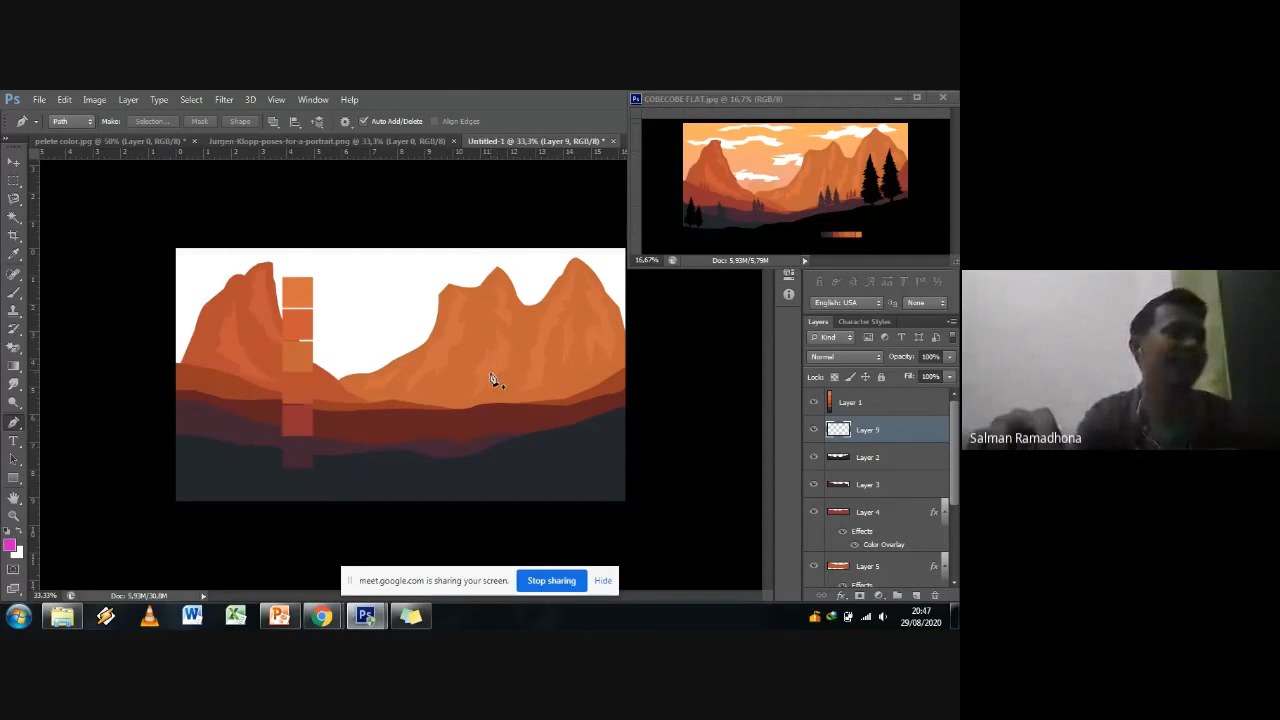 Ps File Edit Image Layer Type Select Filter 3D View Window Help
Path Make: Selection... Mask Shape Auto Add/Delete Align Edges
pelete color.jpg @ 50% (Layer 0, RGB/8) * × Jurgen-Klopp-poses-for-a-portrait.png @ 33,3% (Layer 0, RGB/8) × Untitled-1 @ 33,3% (Layer 9, RGB/8) * ×
Ps COBECOBE FLAT.jpg @ 16,7% (RGB/8)
16,67% Doc: 5,93M/5,79M
English: USA None
Layers Character Styles
Kind
Normal Opacity: 100%
Lock: Fill: 100%
Layer 1
Layer 9
Layer 2
Layer 3
Layer 4 fx
Effects
Color Overlay
Layer 5 fx
Effects
Salman Ramadhona
meet.google.com is sharing your screen. Stop sharing Hide
33.33% Doc: 5,93M/30,8M
20:47
29/08/2020